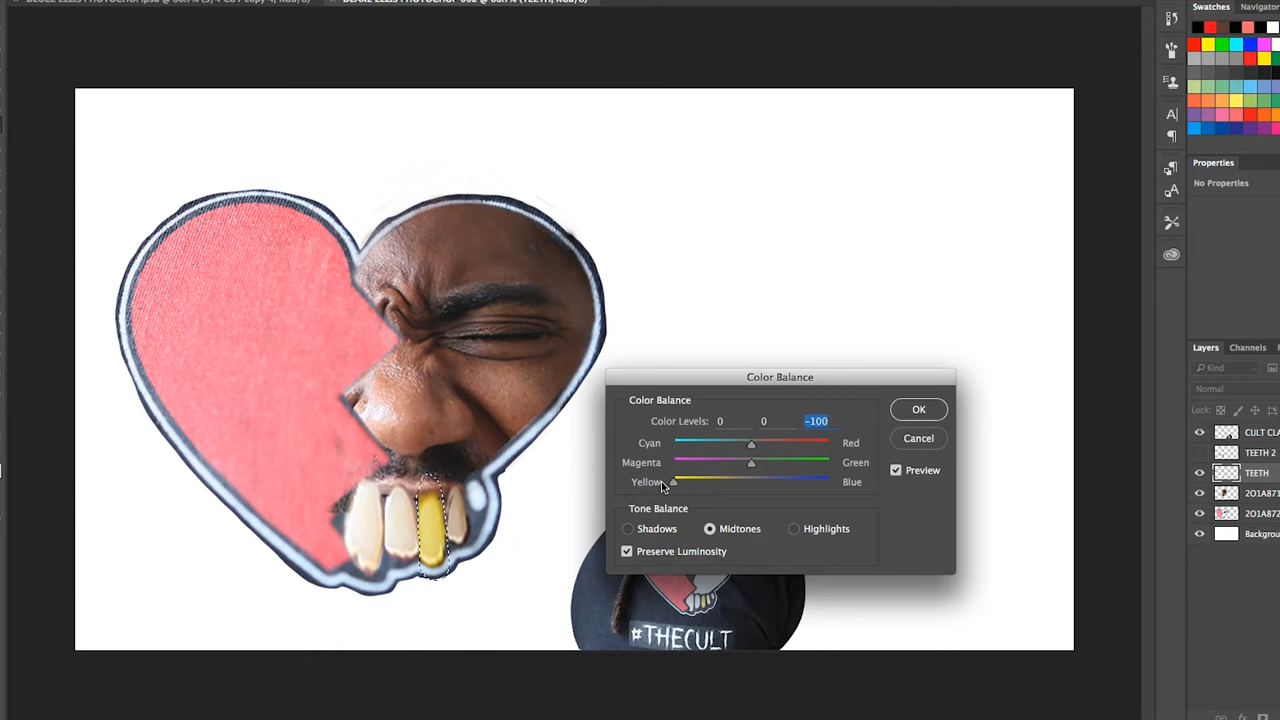 Swatches
Navigator
Properties
No Properties
Color Balance
Color Balance
OK
Color Levels: 0 0 -100
Cancel
Cyan Red
Magenta Green
Preview
Yellow Blue
Tone Balance
Shadows Midtones Highlights
Preserve Luminosity
#THECULT
Layers Channels
Kind
Normal
Lock:
CULT CLA
TEETH 2
TEETH
201A871
201A872
Backgrou